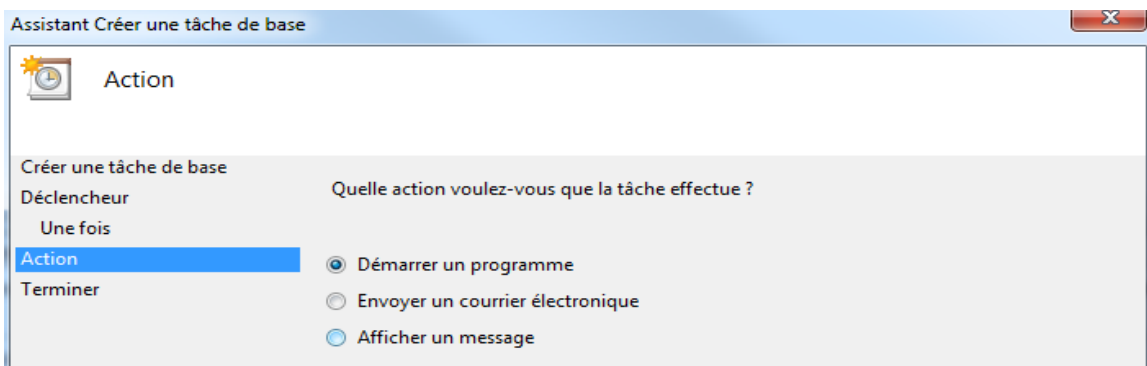 Assistant Créer une tâche de base
Action
Créer une tâche de base
Déclencheur
Une fois
Action
Terminer
Quelle action voulez-vous que la tâche effectue ?
Démarrer un programme
Envoyer un courrier électronique
Afficher un message